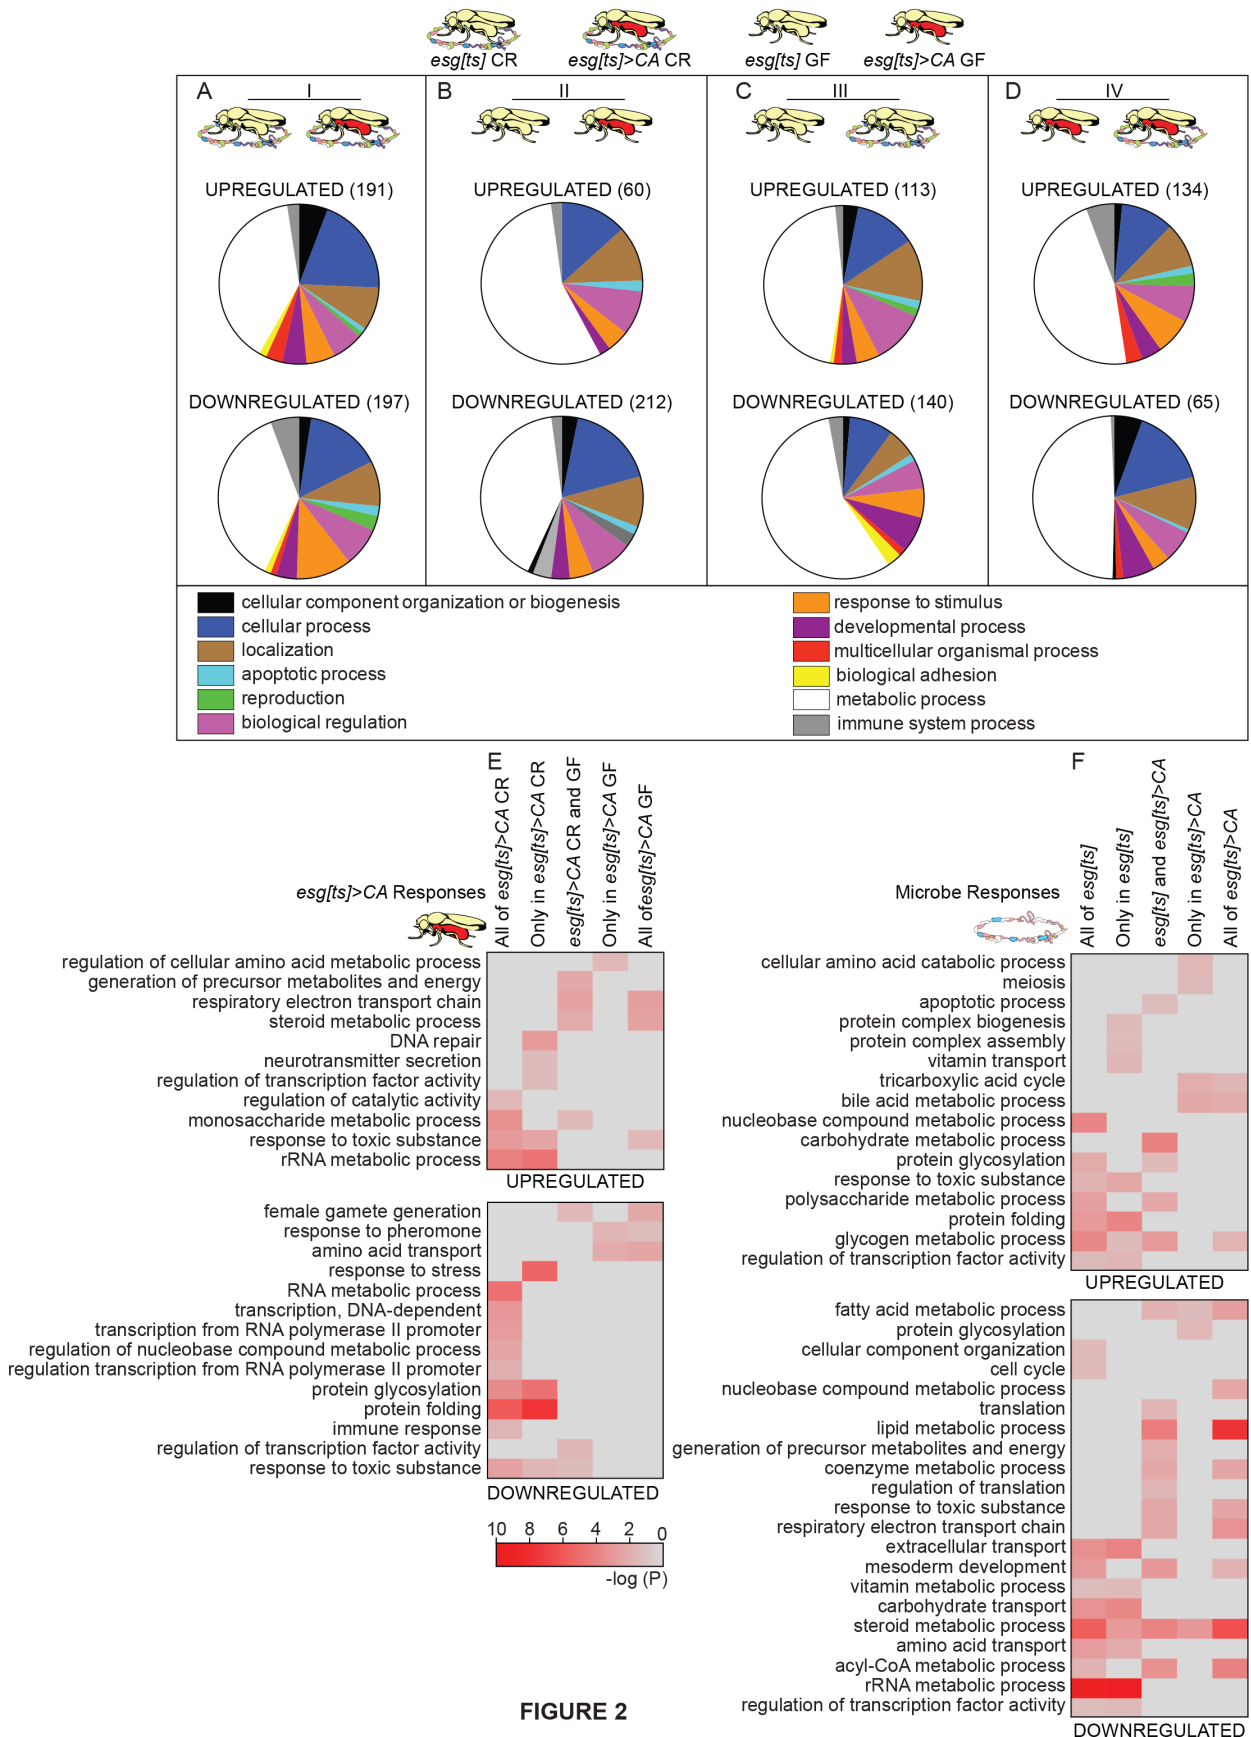 esg[ts] CR
esg[ts]>CA CR
esg[ts] GF
esg[ts]>CA GF
A
I
B
II
C
III
D
IV
UPREGULATED (191)
UPREGULATED (60)
UPREGULATED (113)
UPREGULATED (134)
DOWNREGULATED (197)
DOWNREGULATED (212)
DOWNREGULATED (140)
DOWNREGULATED (65)
cellular component organization or biogenesis
cellular process
localization
apoptotic process
reproduction
biological regulation
response to stimulus
developmental process
multicellular organismal process
biological adhesion
metabolic process
immune system process
E
All of esg[ts]>CA CR
Only in esg[ts]>CA CR
esg[ts]>CA CR and GF
Only in esg[ts]>CA GF
All ofesg[ts]>CA GF
esg[ts]>CA Responses
regulation of cellular amino acid metabolic process
generation of precursor metabolites and energy
respiratory electron transport chain
steroid metabolic process
DNA repair
neurotransmitter secretion
regulation of transcription factor activity
regulation of catalytic activity
monosaccharide metabolic process
response to toxic substance
rRNA metabolic process
UPREGULATED
female gamete generation
response to pheromone
amino acid transport
response to stress
RNA metabolic process
transcription, DNA-dependent
transcription from RNA polymerase II promoter
regulation of nucleobase compound metabolic process
regulation transcription from RNA polymerase II promoter
protein glycosylation
protein folding
immune response
regulation of transcription factor activity
response to toxic substance
DOWNREGULATED
10 8 6 4 2 0
-log (P)
F
All of esg[ts]
Only in esg[ts]
esg[ts] and esg[ts]>CA
Only in esg[ts]>CA
All of esg[ts]>CA
Microbe Responses
cellular amino acid catabolic process
meiosis
apoptotic process
protein complex biogenesis
protein complex assembly
vitamin transport
tricarboxylic acid cycle
bile acid metabolic process
nucleobase compound metabolic process
carbohydrate metabolic process
protein glycosylation
response to toxic substance
polysaccharide metabolic process
protein folding
glycogen metabolic process
regulation of transcription factor activity
UPREGULATED
fatty acid metabolic process
protein glycosylation
cellular component organization
cell cycle
nucleobase compound metabolic process
translation
lipid metabolic process
generation of precursor metabolites and energy
coenzyme metabolic process
regulation of translation
response to toxic substance
respiratory electron transport chain
extracellular transport
mesoderm development
vitamin metabolic process
carbohydrate transport
steroid metabolic process
amino acid transport
acyl-CoA metabolic process
rRNA metabolic process
regulation of transcription factor activity
DOWNREGULATED
FIGURE 2